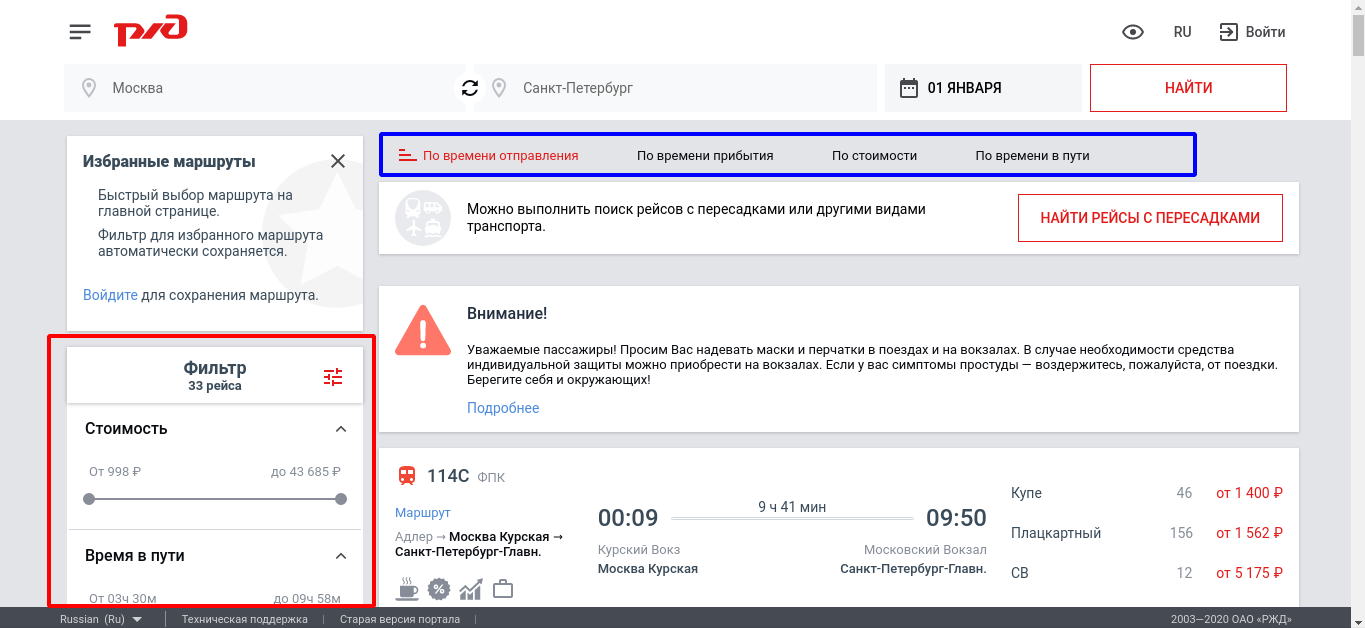 РЖД
RU
Войти
Москва
Санкт-Петербург
01 ЯНВАРЯ
НАЙТИ
Избранные маршруты
Быстрый выбор маршрута на
главной странице.
Фильтр для избранного маршрута
автоматически сохраняется.
Войдите для сохранения маршрута.
Фильтр
33 рейса
Стоимость
От 998 ₽
до 43 685 ₽
Время в пути
От 03ч 30м
до 09ч 58м
По времени отправления
По времени прибытия
По стоимости
По времени в пути
Можно выполнить поиск рейсов с пересадками или другими видами
транспорта.
НАЙТИ РЕЙСЫ С ПЕРЕСАДКАМИ
Внимание!
Уважаемые пассажиры! Просим Вас надевать маски и перчатки в поездах и на вокзалах. В случае необходимости средства
индивидуальной защиты можно приобрести на вокзалах. Если у вас симптомы простуды — воздержитесь, пожалуйста, от поездки.
Берегите себя и окружающих!
Подробнее
114С ФПК
Маршрут
Адлер → Москва Курская →
Санкт-Петербург-Главн.
00:09
9 ч 41 мин
09:50
Курский Вокз
Москва Курская
Московский Вокзал
Санкт-Петербург-Главн.
Купе 46 от 1 400 ₽
Плацкартный 156 от 1 562 ₽
СВ 12 от 5 175 ₽
Russian (Ru)
Техническая поддержка
Старая версия портала
2003—2020 ОАО «РЖД»